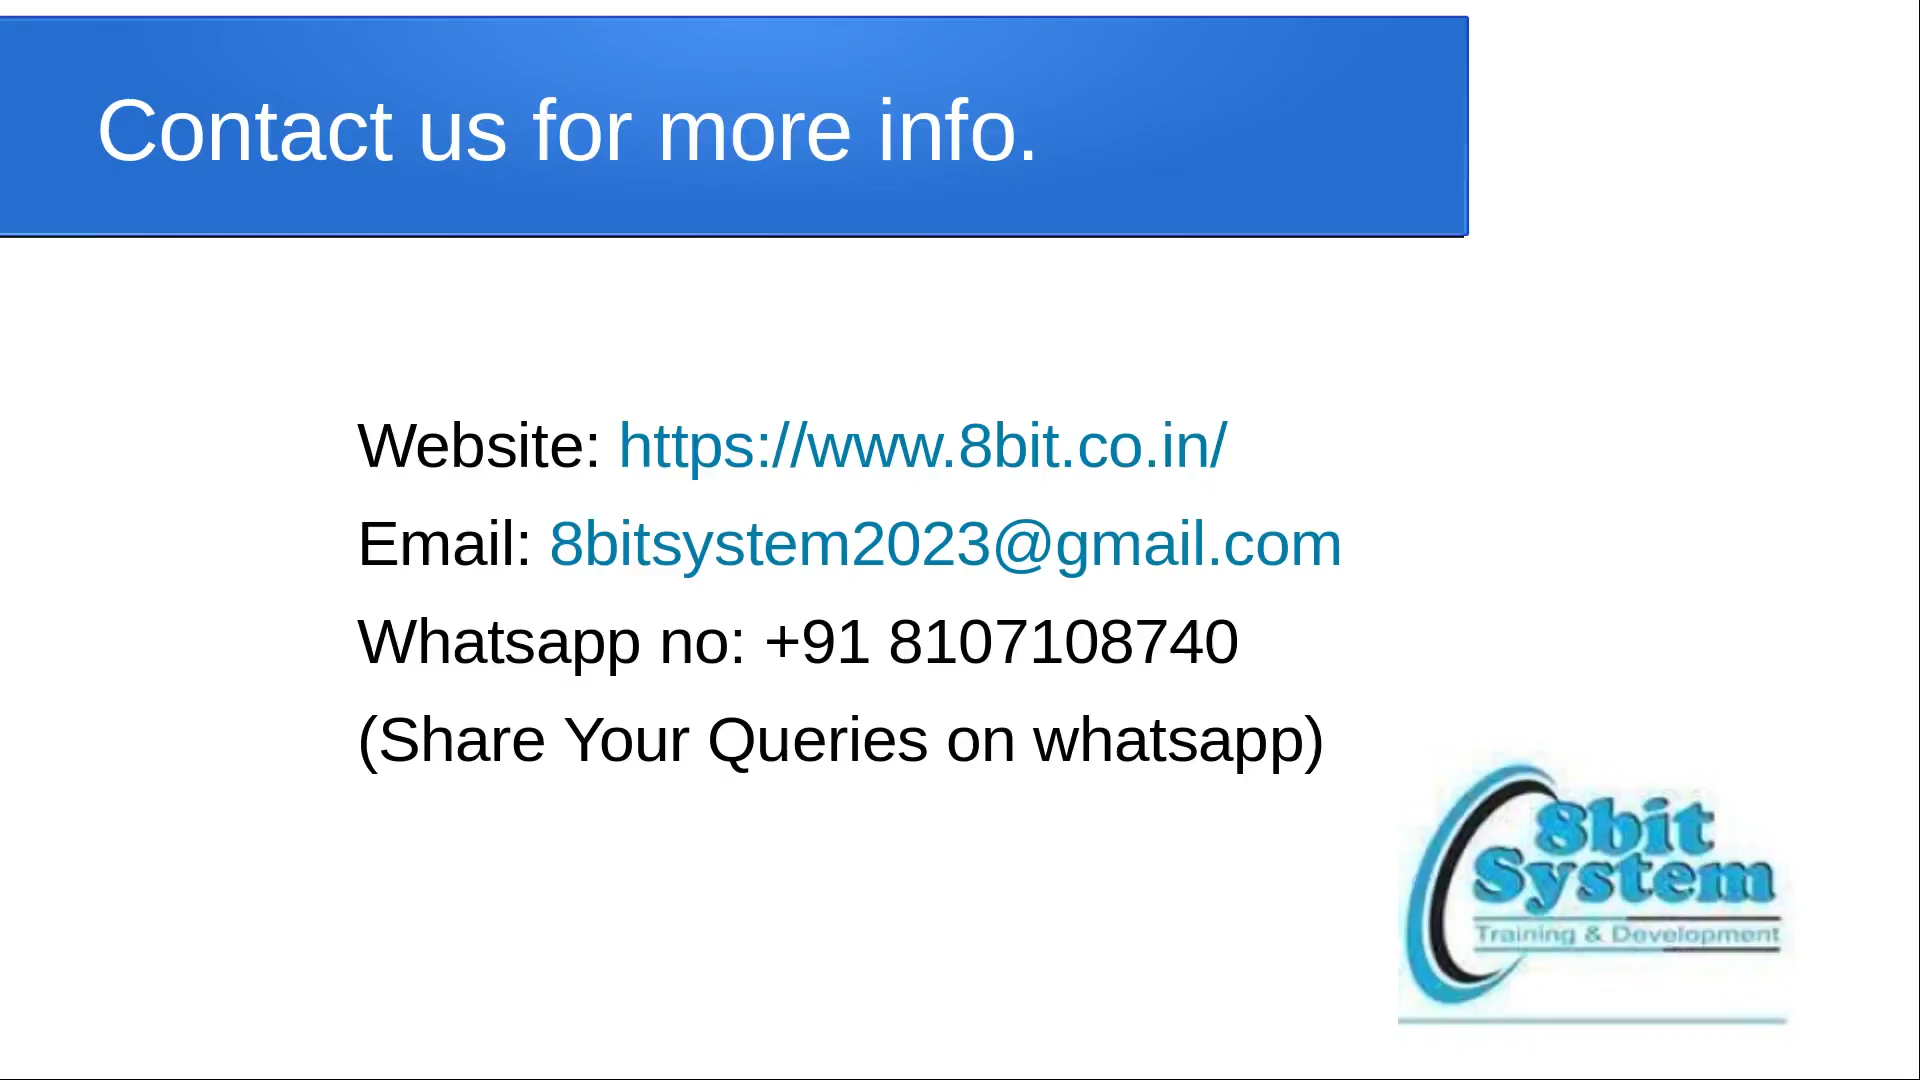 Contact us for more info.
Website: https://www.8bit.co.in/
Email: 8bitsystem2023@gmail.com
Whatsapp no: +91 8107108740
(Share Your Queries on whatsapp)
8bit
System
Training & Development